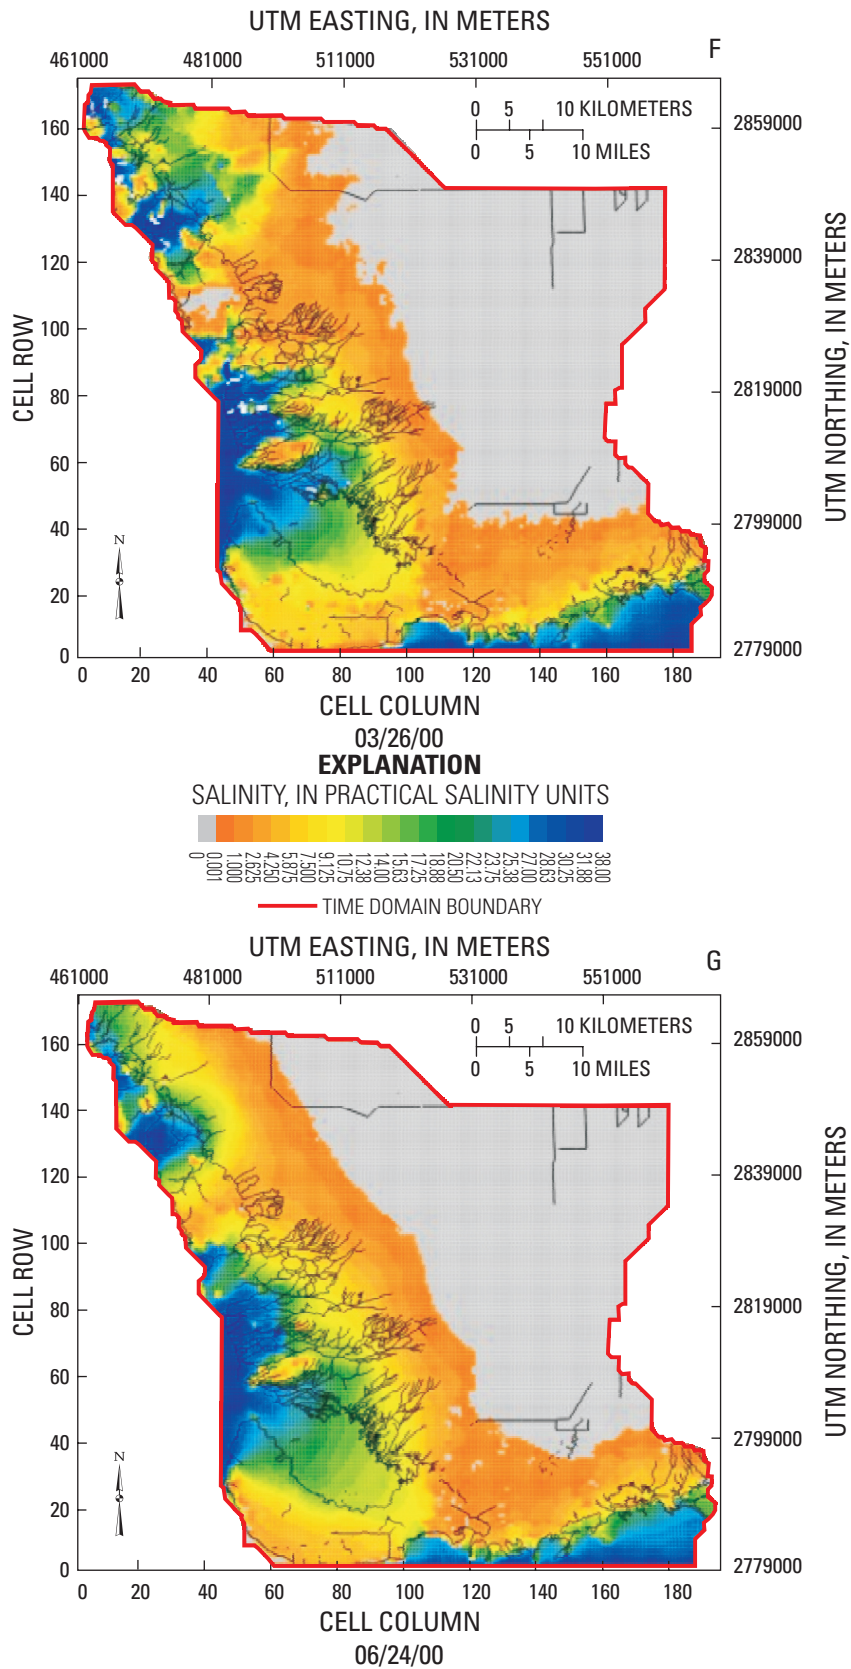 UTM EASTING, IN METERS
F
461000 481000 511000 531000 551000
0 5 10 KILOMETERS
0 5 10 MILES
160
140
120
100
80
60
40
20
0
CELL ROW
2859000
2839000
2819000
2799000
2779000
UTM NORTHING, IN METERS
N
0 20 40 60 80 100 120 140 160 180
CELL COLUMN
03/26/00
EXPLANATION
SALINITY, IN PRACTICAL SALINITY UNITS
0 0.001 1.000 2.625 4.250 5.875 7.500 9.125 10.75 12.38 14.00 15.63 17.25 18.88 20.50 22.13 23.75 25.38 27.00 28.63 30.25 31.88 38.00
TIME DOMAIN BOUNDARY
UTM EASTING, IN METERS
G
461000 481000 511000 531000 551000
0 5 10 KILOMETERS
0 5 10 MILES
160
140
120
100
80
60
40
20
0
CELL ROW
2859000
2839000
2819000
2799000
2779000
UTM NORTHING, IN METERS
N
0 20 40 60 80 100 120 140 160 180
CELL COLUMN
06/24/00